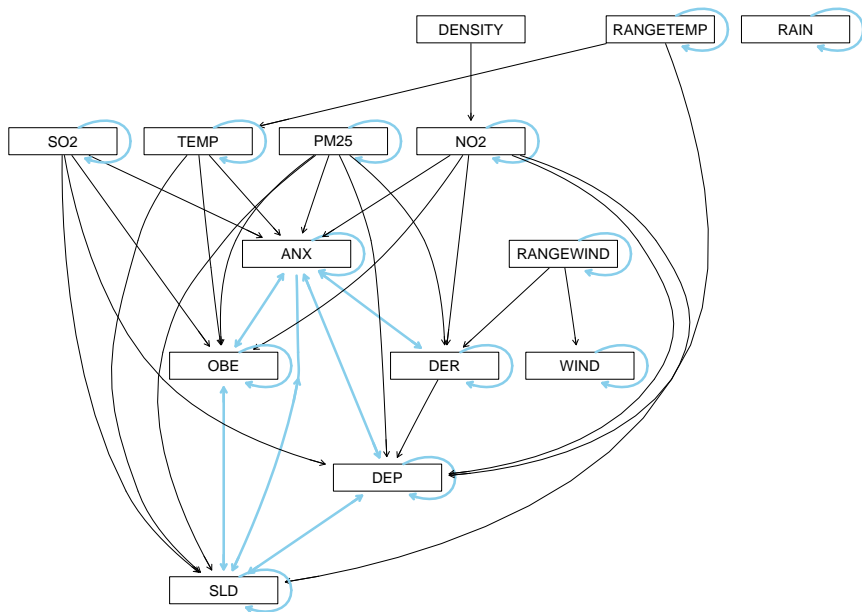 DENSITY
RANGETEMP
RAIN
SO2
TEMP
PM25
NO2
ANX
RANGEWIND
OBE
DER
WIND
DEP
SLD